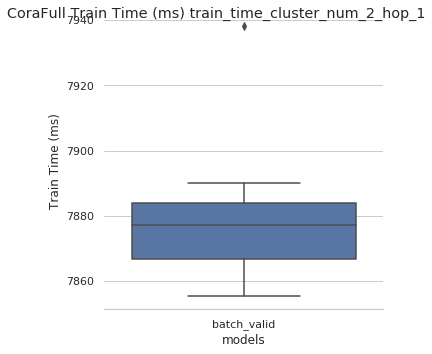 CoraFull Train Time (ms) train_time_cluster_num_2_hop_1
7940
7920
7900
7880
7860
Train Time (ms)
batch_valid
models